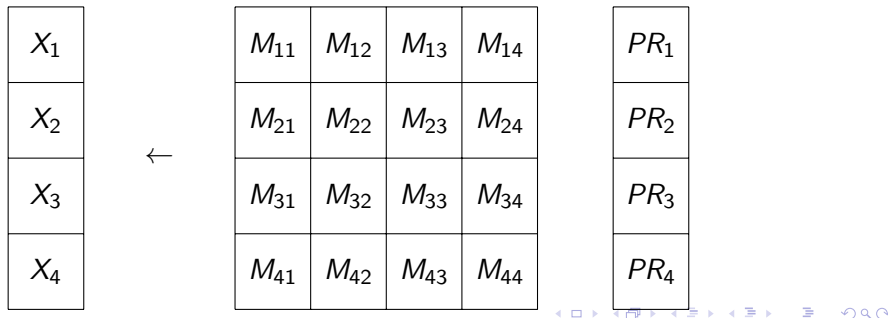 X₁ M₁₁ M₁₂ M₁₃ M₁₄ PR₁
X₂ M₂₁ M₂₂ M₂₃ M₂₄ PR₂
←
X₃ M₃₁ M₃₂ M₃₃ M₃₄ PR₃
X₄ M₄₁ M₄₂ M₄₃ M₄₄ PR₄